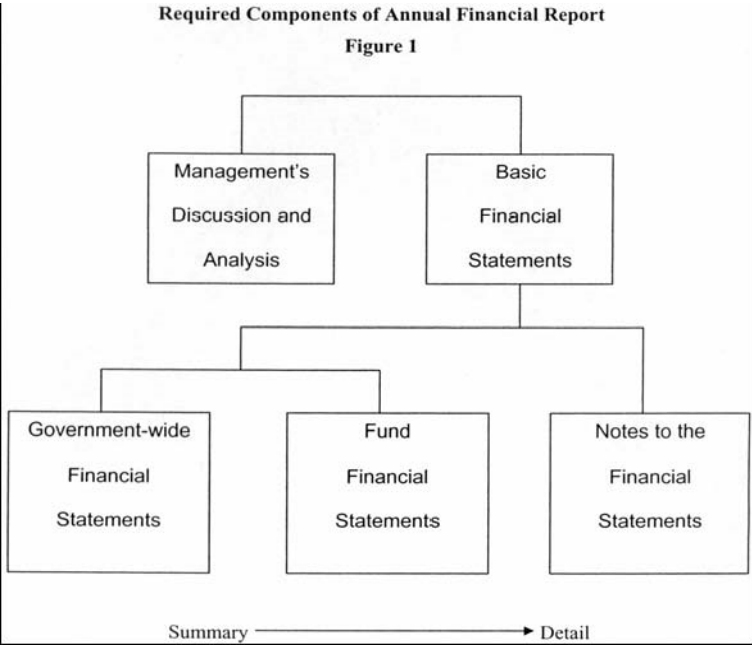 Required Components of Annual Financial Report
Figure 1
Management's
Discussion and
Analysis
Basic
Financial
Statements
Government-wide
Financial
Statements
Fund
Financial
Statements
Notes to the
Financial
Statements
Summary
Detail